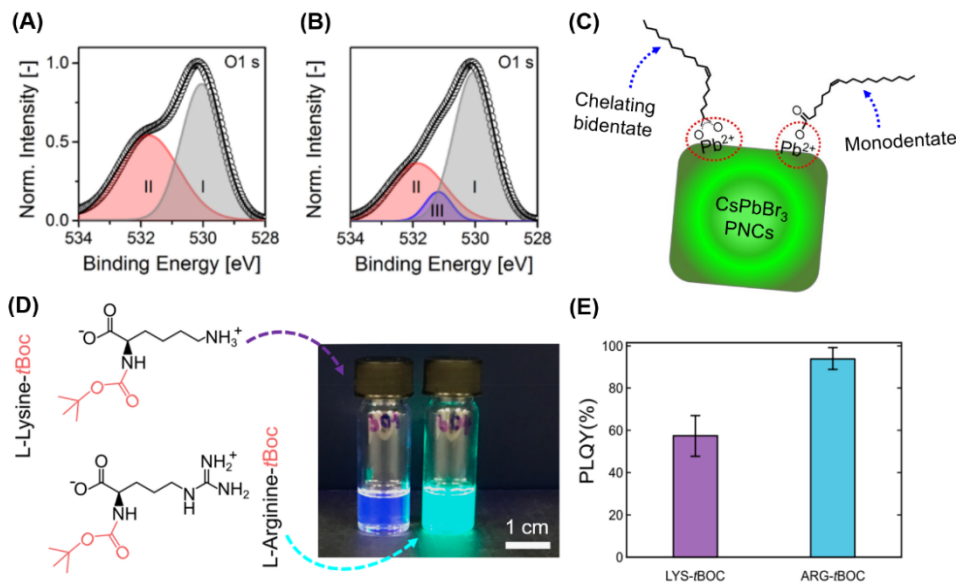 (A)
O1 s
Norm. Intensity [-]
1.0
0.5
0.0
II
I
534
532
530
528
Binding Energy [eV]
(B)
O1 s
Norm. Intensity [-]
1.0
0.5
0.0
II
III
I
534
532
530
528
Binding Energy [eV]
(C)
Chelating
bidentate
Monodentate
O
O
Pb2+
O
O
Pb2+
CsPbBr3
PNCs
(D)
L-Lysine-tBoc
O
-O
NH3+
NH
O
O
L-Arginine-tBoc
O
-O
NH2+
N
H
NH2
NH
O
O
1 cm
(E)
PLQY(%)
100
80
60
40
20
0
LYS-tBOC
ARG-tBOC